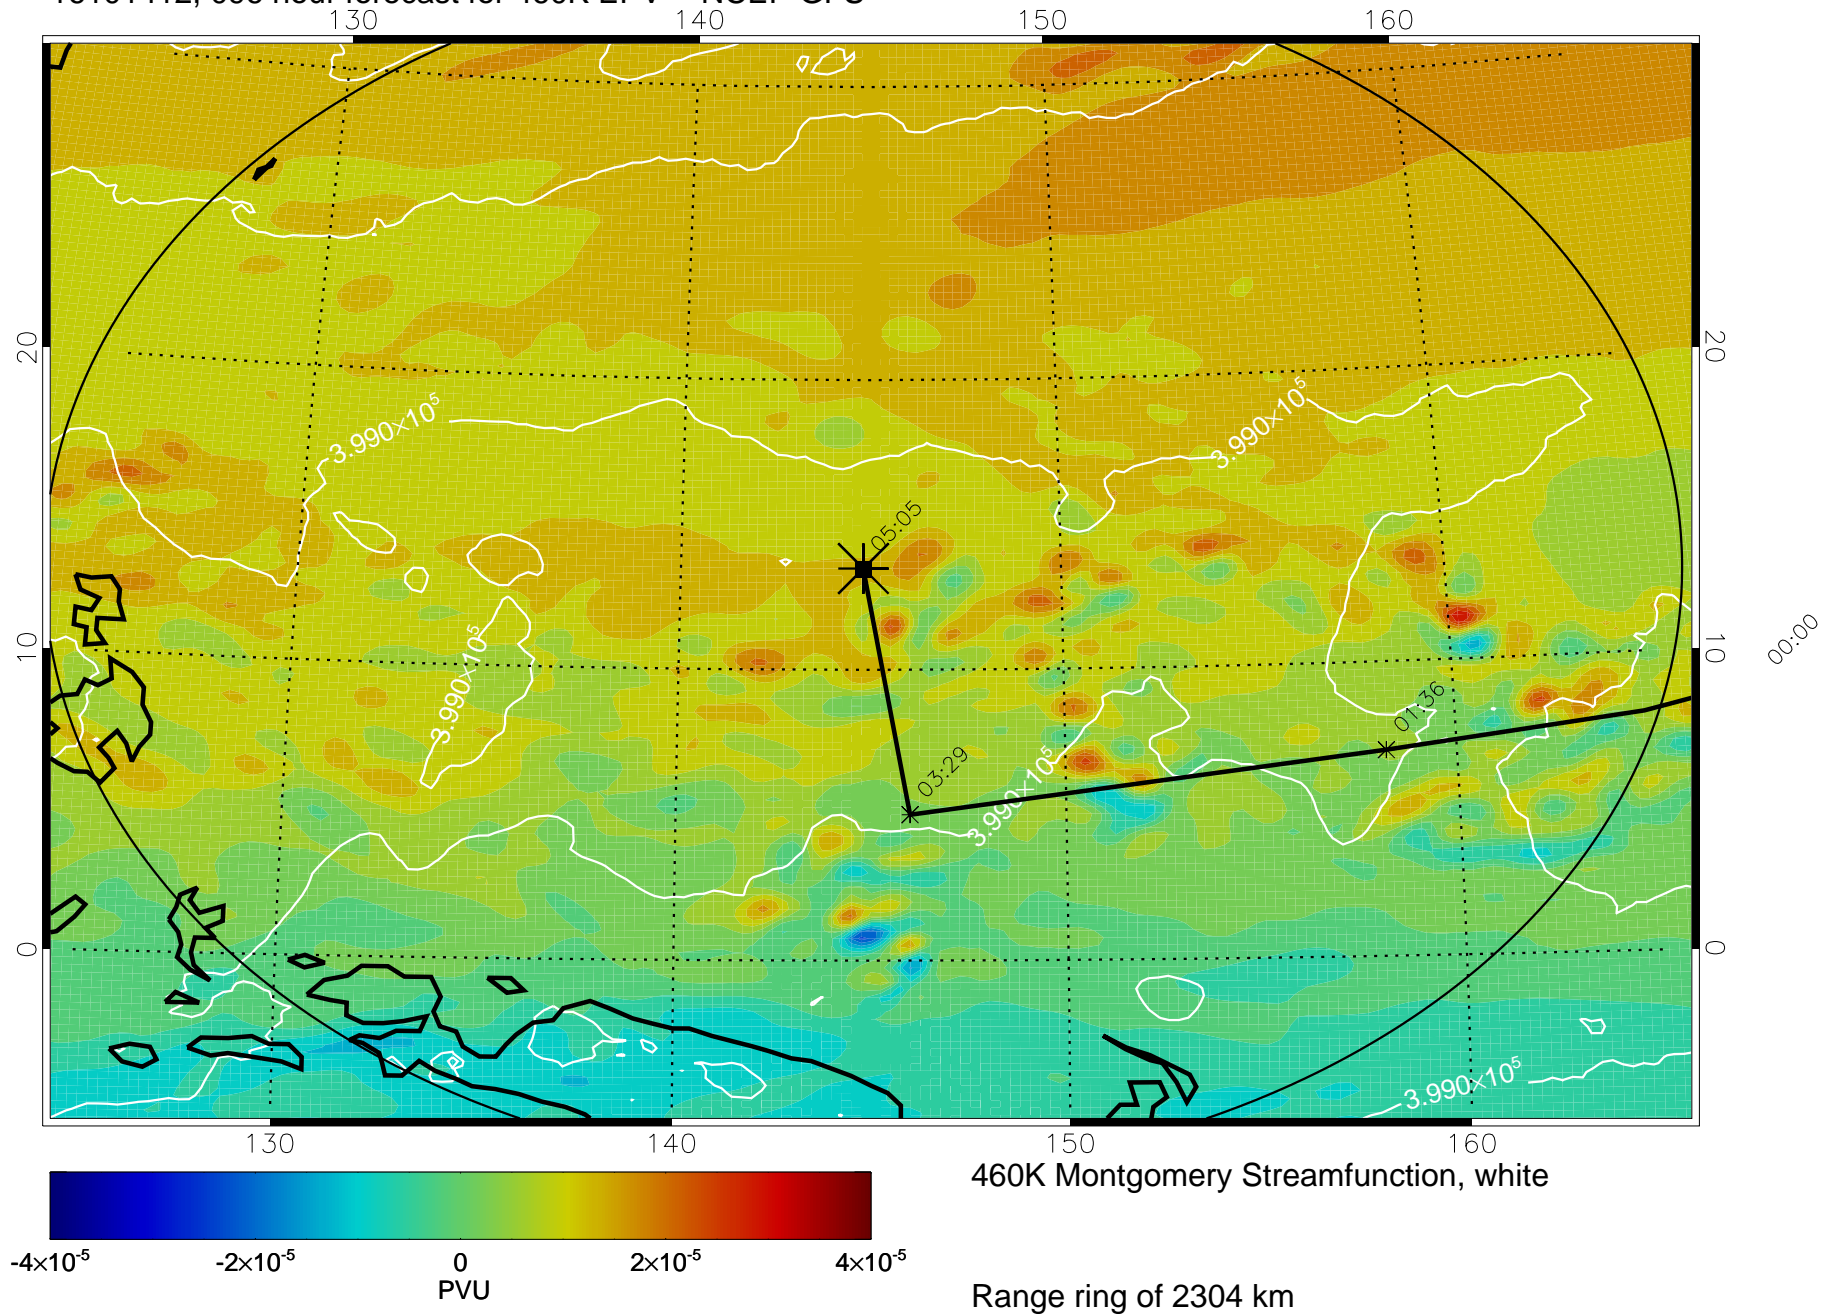 130 140 150 160
20 20
3.990×10⁵ 3.990×10⁵
05:05
10 10
3.990×10⁵
00:00
01:36
03:29
3.990×10⁵
0 0
3.990×10⁵
130 140 150 160
460K Montgomery Streamfunction, white
-4×10⁻⁵ -2×10⁻⁵ 0 2×10⁻⁵ 4×10⁻⁵
PVU
Range ring of 2304 km